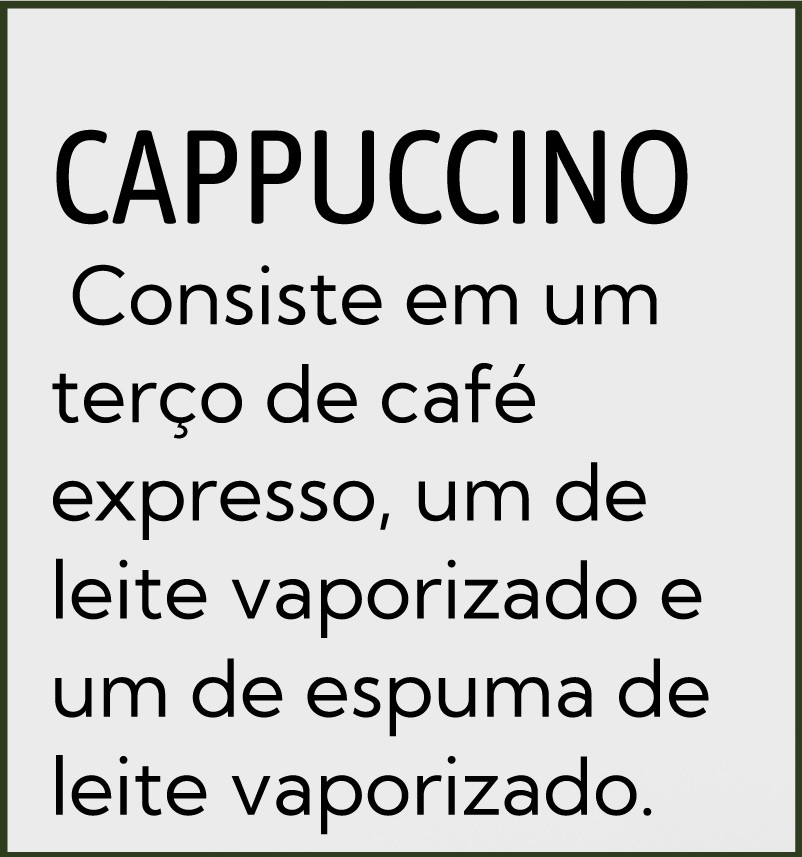 CAPPUCCINO
Consiste em um
terço de café
expresso, um de
leite vaporizado e
um de espuma de
leite vaporizado.